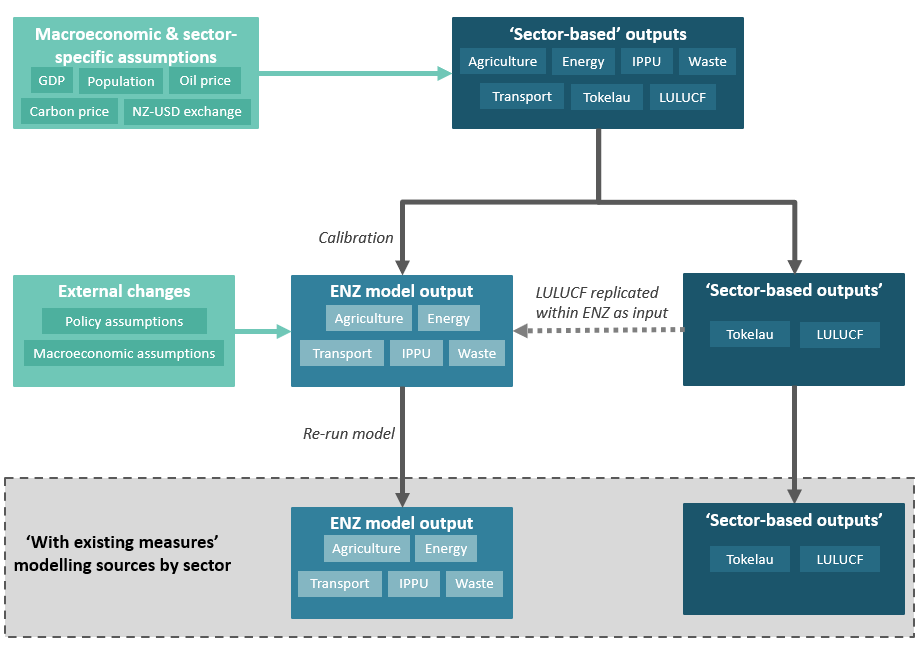 Macroeconomic & sector-
specific assumptions
GDP
Population
Oil price
Carbon price
NZ-USD exchange
‘Sector-based’ outputs
Agriculture
Energy
IPPU
Waste
Transport
Tokelau
LULUCF
Calibration
External changes
Policy assumptions
Macroeconomic assumptions
ENZ model output
Agriculture
Energy
Transport
IPPU
Waste
LULUCF replicated
within ENZ as input
‘Sector-based outputs’
Tokelau
LULUCF
Re-run model
‘With existing measures’
modelling sources by sector
ENZ model output
Agriculture
Energy
Transport
IPPU
Waste
‘Sector-based outputs’
Tokelau
LULUCF